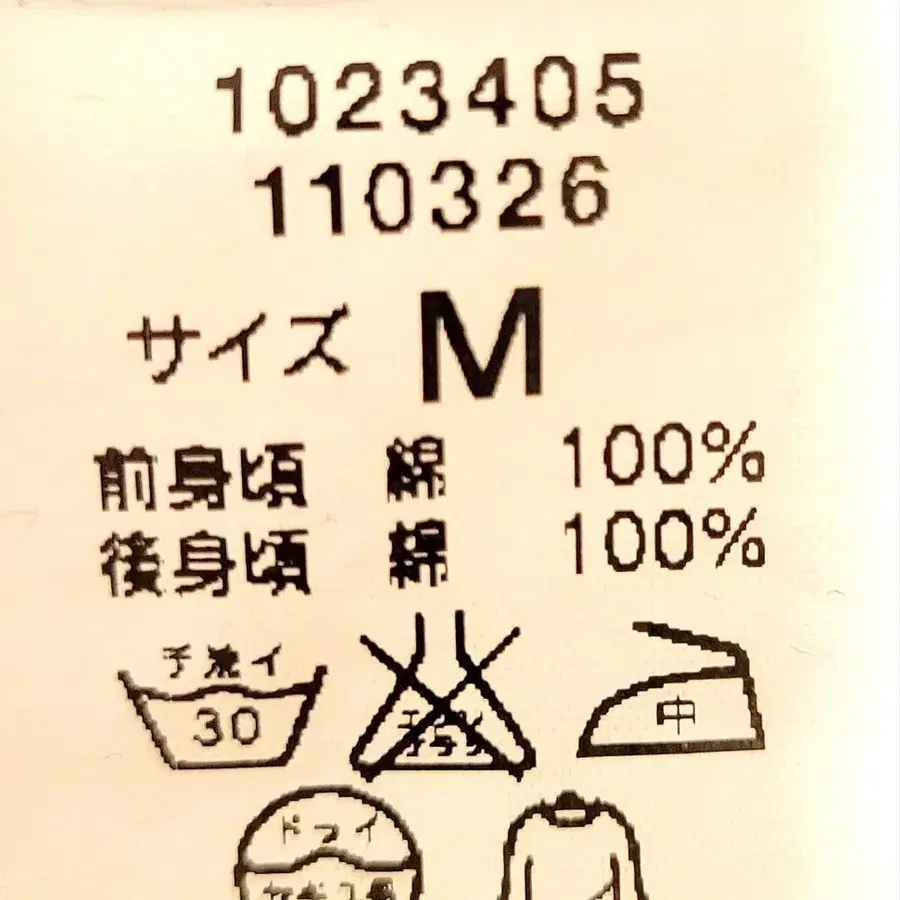 1023405
110326
サイズ M
前身頃 綿 100%
後身頃 綿 100%
手洗イ
30
中
ドライ